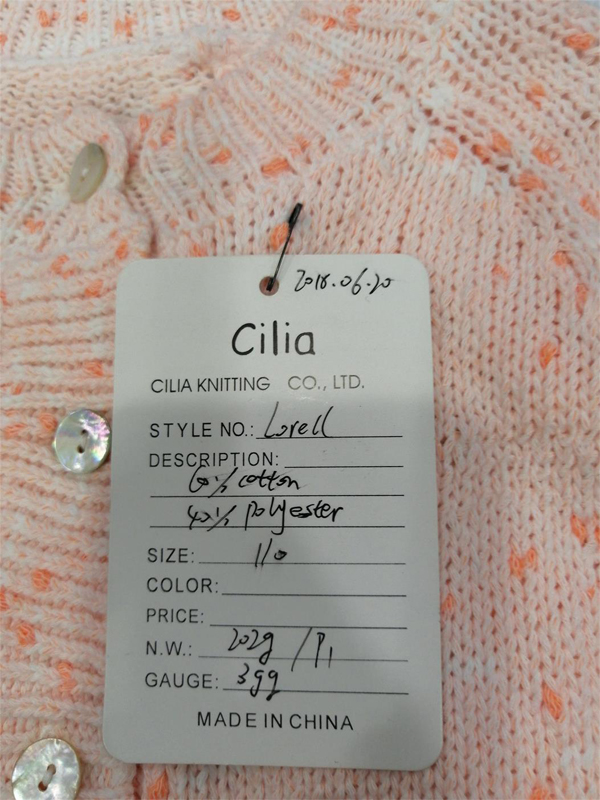 2018.06.20
Cilia
CILIA KNITTING CO., LTD.
STYLE NO.: Lorell
DESCRIPTION:
60% cotton
40% polyester
SIZE: 110
COLOR:
PRICE:
N.W.: 202g / P1
GAUGE: 3gg
MADE IN CHINA